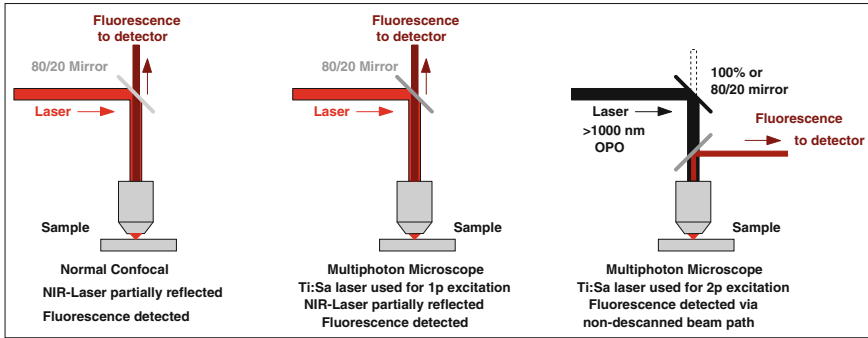 Fluorescence
to detector
80/20 Mirror
Laser
Sample
Normal Confocal
NIR-Laser partially reflected
Fluorescence detected
Fluorescence
to detector
80/20 Mirror
Laser
Sample
Multiphoton Microscope
Ti:Sa laser used for 1p excitation
NIR-Laser partially reflected
Fluorescence detected
100% or
80/20 mirror
Laser
>1000 nm
OPO
Fluorescence
to detector
Sample
Multiphoton Microscope
Ti:Sa laser used for 2p excitation
Fluorescence detected via
non-descanned beam path